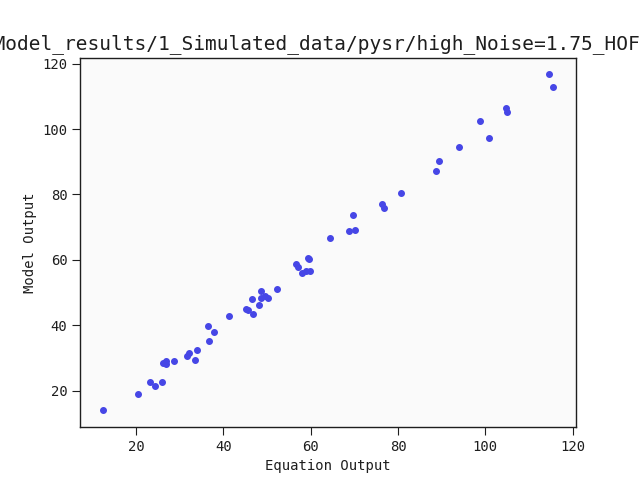 Model_results/1_Simulated_data/pysr/high_Noise=1.75_HOF
120
100
80
60
40
20
Model Output
20 40 60 80 100 120
Equation Output